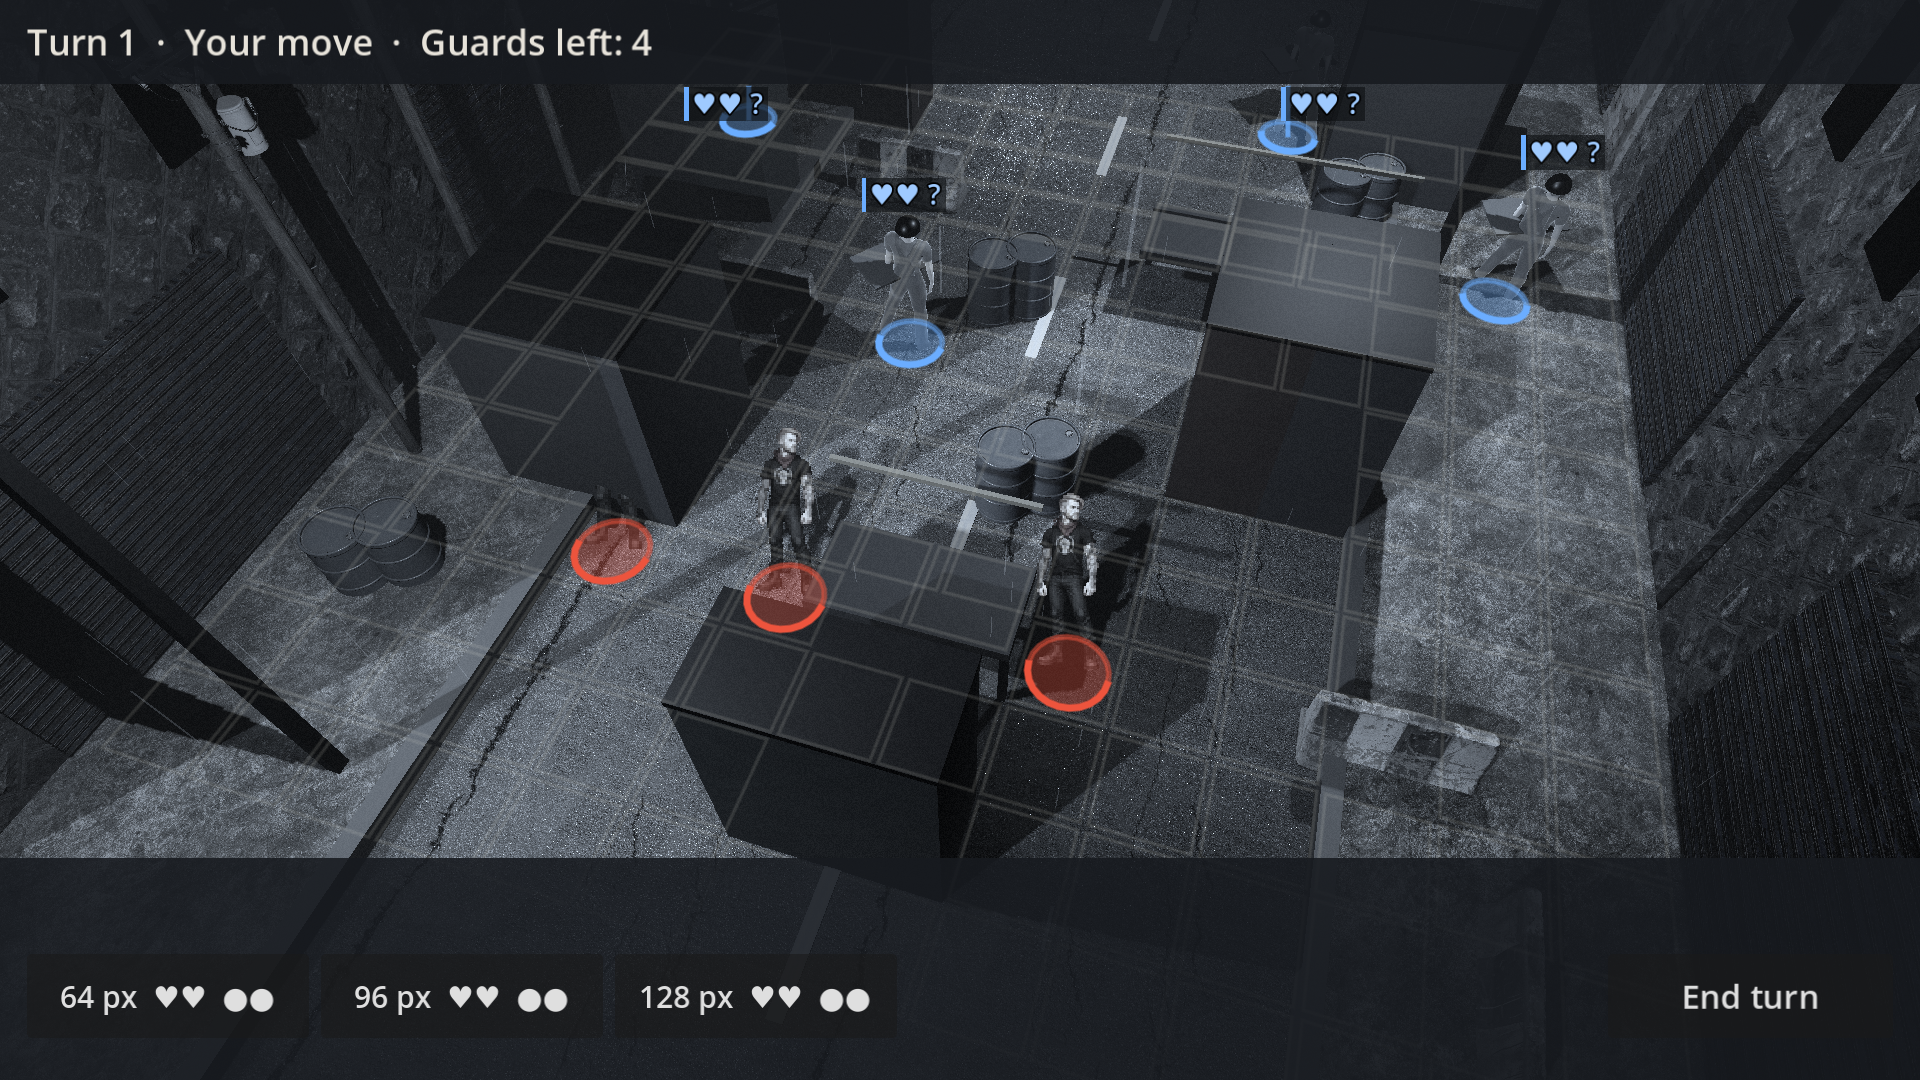 Turn 1 · Your move · Guards left: 4
♥♥ ?
♥♥ ?
♥♥ ?
♥♥ ?
64 px ♥♥ ●●
96 px ♥♥ ●●
128 px ♥♥ ●●
End turn